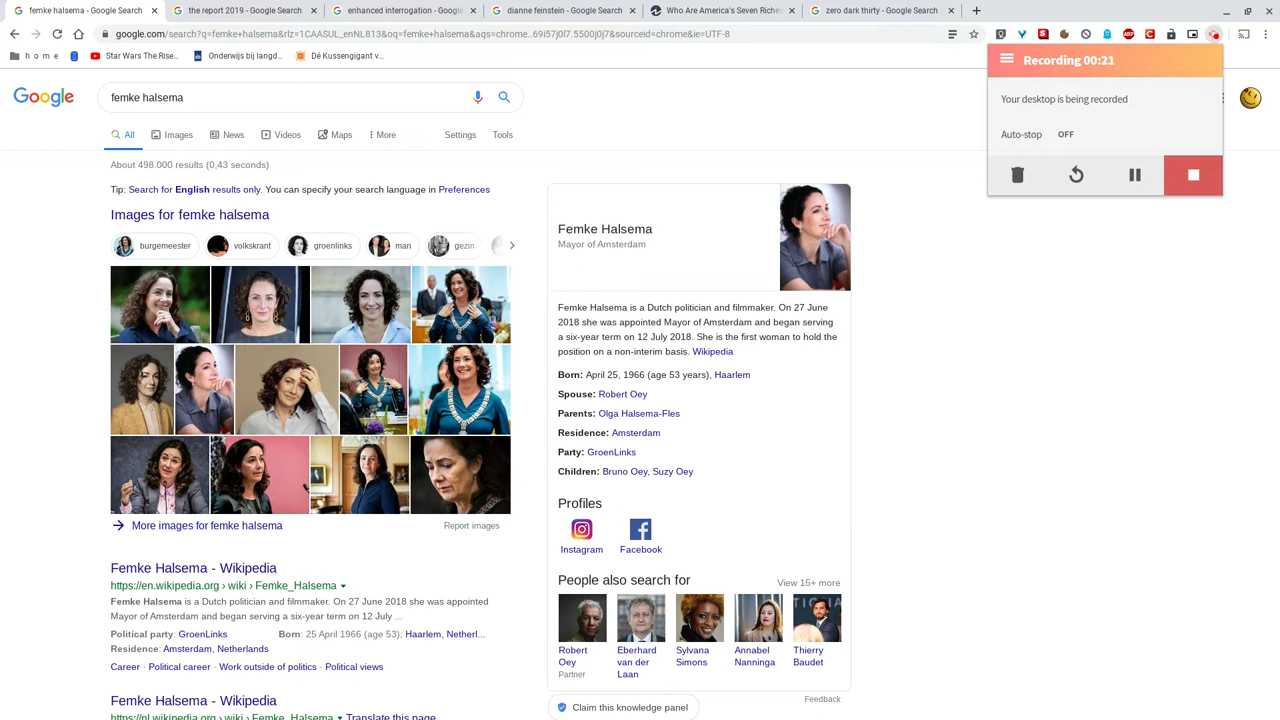 femke halsema - Google Search
the report 2019 - Google Search
enhanced interrogation - Google
dianne feinstein - Google Search
Who Are America's Seven Riches
zero dark thirty - Google Search
google.com/search?q=femke+halsema&rlz=1CAASUL_enNL813&oq=femke+halsema&aqs=chrome..69i57j0l7.5500j0j7&sourceid=chrome&ie=UTF-8
h o m e
Star Wars The Rise...
Onderwijs bij langd...
Dé Kussengigant v...
Recording 00:21
Your desktop is being recorded
Auto-stop OFF
Google
femke halsema
All
Images
News
Videos
Maps
More
Settings
Tools
About 498.000 results (0,43 seconds)
Tip: Search for English results only. You can specify your search language in Preferences
Images for femke halsema
burgemeester
volkskrant
groenlinks
man
gezin
More images for femke halsema
Report images
Femke Halsema - Wikipedia
https://en.wikipedia.org › wiki › Femke_Halsema
Femke Halsema is a Dutch politician and filmmaker. On 27 June 2018 she was appointed
Mayor of Amsterdam and began serving a six-year term on 12 July ...
Political party: GroenLinks
Born: 25 April 1966 (age 53); Haarlem, Netherl...
Residence: Amsterdam, Netherlands
Career · Political career · Work outside of politics · Political views
Femke Halsema - Wikipedia
https://nl.wikipedia.org › wiki › Femke_Halsema Translate this page
Femke Halsema
Mayor of Amsterdam
Femke Halsema is a Dutch politician and filmmaker. On 27 June
2018 she was appointed Mayor of Amsterdam and began serving
a six-year term on 12 July 2018. She is the first woman to hold the
position on a non-interim basis. Wikipedia
Born: April 25, 1966 (age 53 years), Haarlem
Spouse: Robert Oey
Parents: Olga Halsema-Fles
Residence: Amsterdam
Party: GroenLinks
Children: Bruno Oey, Suzy Oey
Profiles
Instagram
Facebook
People also search for
View 15+ more
Robert
Oey
Partner
Eberhard
van der
Laan
Sylvana
Simons
Annabel
Nanninga
Thierry
Baudet
Feedback
Claim this knowledge panel